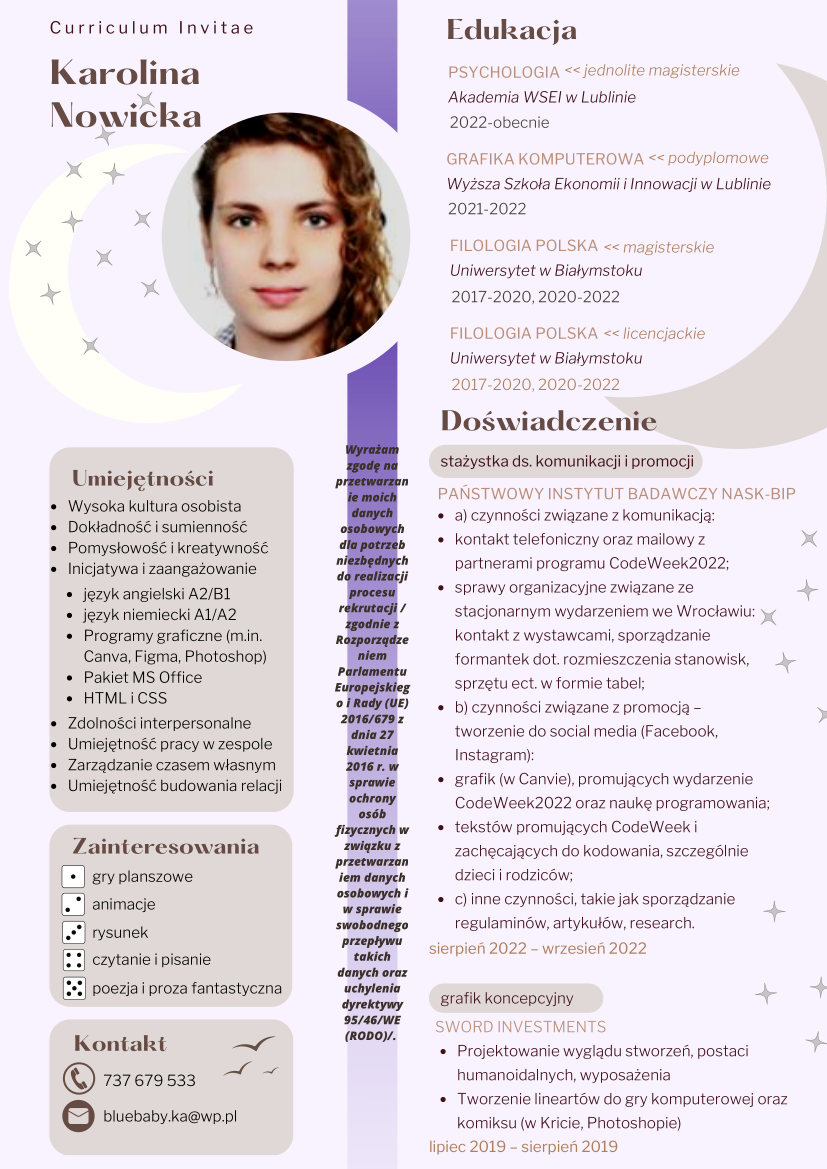 Curriculum Invitae
Karolina
Nowicka
Umiejętności
Wysoka kultura osobista
Dokładność i sumienność
Pomysłowość i kreatywność
Inicjatywa i zaangażowanie
język angielski A2/B1
język niemiecki A1/A2
Programy graficzne (m.in.
Canva, Figma, Photoshop)
Pakiet MS Office
HTML i CSS
Zdolności interpersonalne
Umiejętność pracy w zespole
Zarządzanie czasem własnym
Umiejętność budowania relacji
Zainteresowania
gry planszowe
animacje
rysunek
czytanie i pisanie
poezja i proza fantastyczna
Kontakt
737 679 533
bluebaby.ka@wp.pl
Wyrażam
zgodę na
przetwarzan
ie moich
danych
osobowych
dla potrzeb
niezbędnych
do realizacji
procesu
rekrutacji /
zgodnie z
Rozporządze
niem
Parlamentu
Europejskieg
o i Rady (UE)
2016/679 z
dnia 27
kwietnia
2016 r. w
sprawie
ochrony
osób
fizycznych w
związku z
przetwarzan
iem danych
osobowych i
w sprawie
swobodnego
przepływu
takich
danych oraz
uchylenia
dyrektywy
95/46/WE
(RODO)/.
Edukacja
PSYCHOLOGIA << jednolite magisterskie
Akademia WSEI w Lublinie
2022-obecnie
GRAFIKA KOMPUTEROWA << podyplomowe
Wyższa Szkoła Ekonomii i Innowacji w Lublinie
2021-2022
FILOLOGIA POLSKA << magisterskie
Uniwersytet w Białymstoku
2017-2020, 2020-2022
FILOLOGIA POLSKA << licencjackie
Uniwersytet w Białymstoku
2017-2020, 2020-2022
Doświadczenie
stażystka ds. komunikacji i promocji
PAŃSTWOWY INSTYTUT BADAWCZY NASK-BIP
a) czynności związane z komunikacją:
kontakt telefoniczny oraz mailowy z
partnerami programu CodeWeek2022;
sprawy organizacyjne związane ze
stacjonarnym wydarzeniem we Wrocławiu:
kontakt z wystawcami, sporządzanie
formantek dot. rozmieszczenia stanowisk,
sprzętu ect. w formie tabel;
b) czynności związane z promocją –
tworzenie do social media (Facebook,
Instagram):
grafik (w Canvie), promujących wydarzenie
CodeWeek2022 oraz naukę programowania;
tekstów promujących CodeWeek i
zachęcających do kodowania, szczególnie
dzieci i rodziców;
c) inne czynności, takie jak sporządzanie
regulaminów, artykułów, research.
sierpień 2022 – wrzesień 2022
grafik koncepcyjny
SWORD INVESTMENTS
Projektowanie wyglądu stworzeń, postaci
humanoidalnych, wyposażenia
Tworzenie lineartów do gry komputerowej oraz
komiksu (w Kricie, Photoshopie)
lipiec 2019 – sierpień 2019